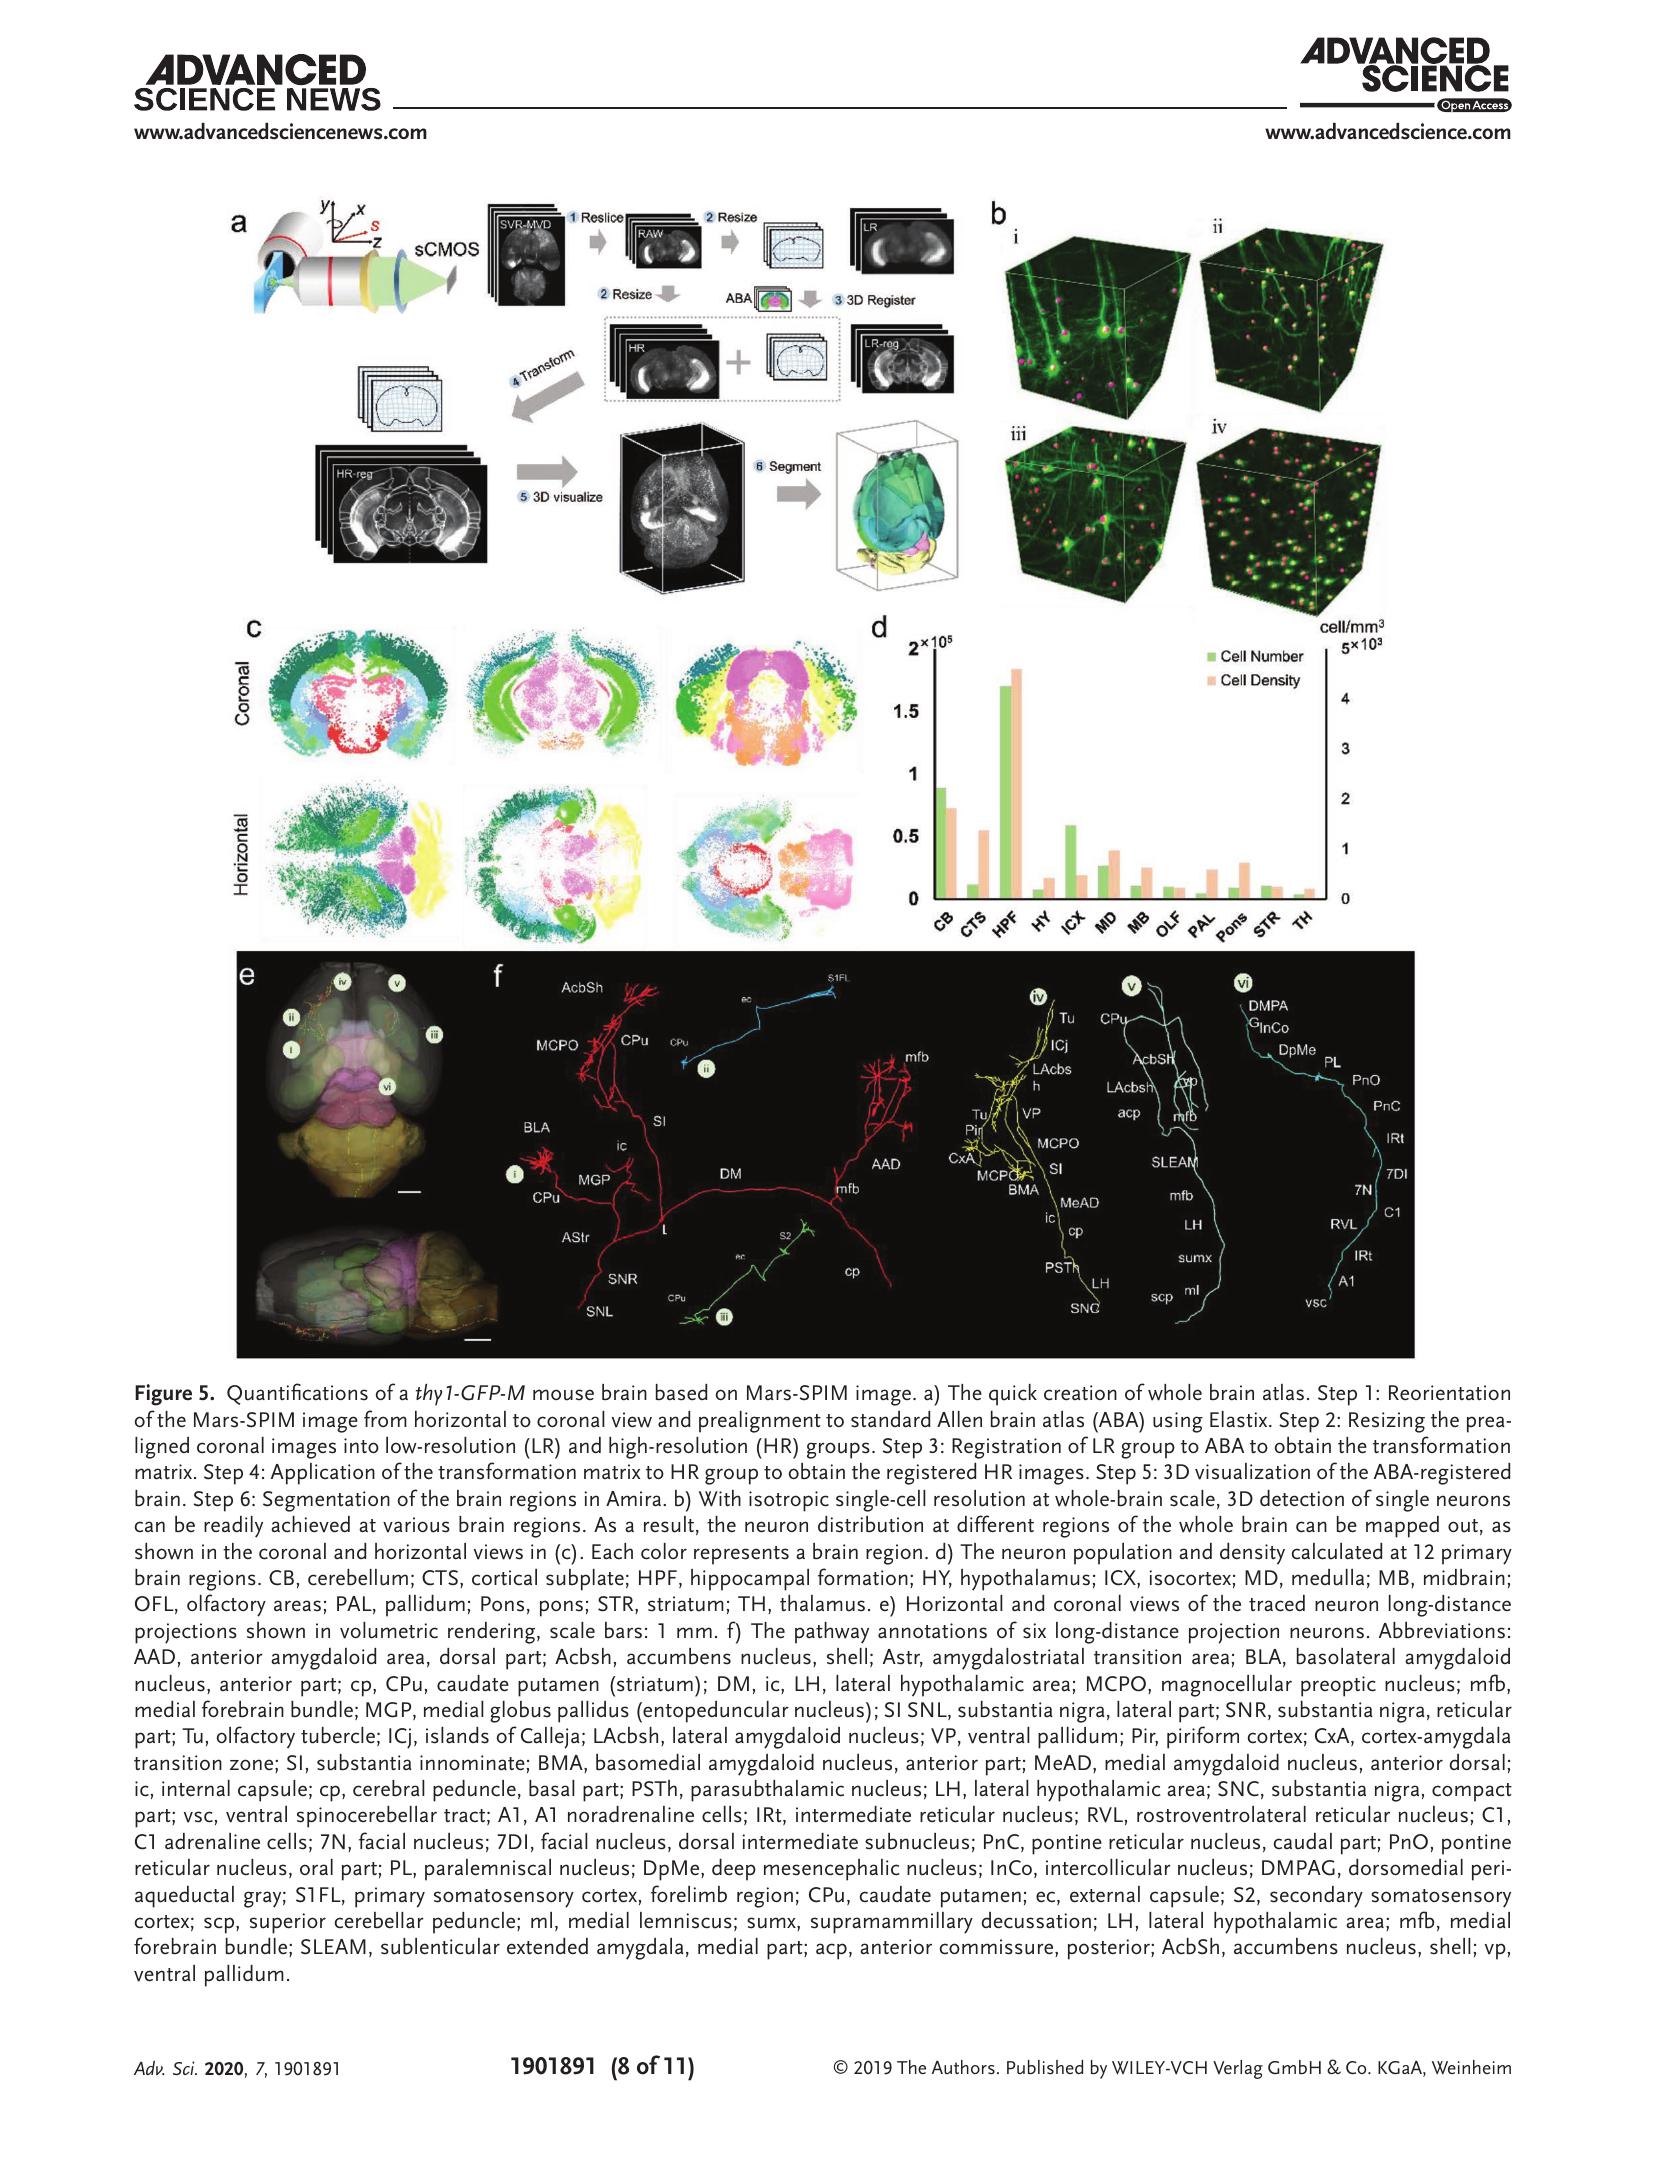 ADVANCED
SCIENCE NEWS
www.advancedsciencenews.com
ADVANCED
SCIENCE
Open Access
www.advancedscience.com
a
y
x
s
z
sCMOS
SVR-MVD
1 Reslice
RAW
2 Resize
LR
2 Resize
ABA
3 3D Register
HR
+
LR-reg
4 Transform
HR-reg
5 3D visualize
6 Segment
b
i
ii
iii
iv
c
Coronal
Horizontal
d
2×10⁵
1.5
1
0.5
0
cell/mm³
5×10³
4
3
2
1
0
Cell Number
Cell Density
CB
CTS
HPF
HY
ICX
MD
MB
OLF
PAL
Pons
STR
TH
e
iv
v
ii
iii
i
vi
f
AcbSh
MCPO
CPu
BLA
SI
ic
i
MGP
CPu
AStr
L
SNR
SNL
DM
mfb
AAD
mfb
cp
S1FL
ec
CPu
ii
S2
ec
CPu
iii
iv
Tu
ICj
LAcbs
h
Tu
VP
Pir
MCPO
CxA
SI
MCPO
BMA
MeAD
ic
cp
PSTh
LH
SNC
v
CPu
AcbSh
LAcbsh
vp
acp
mfb
SLEAM
mfb
LH
sumx
ml
scp
vi
DMPA
G
InCo
DpMe
PL
PnO
PnC
IRt
7DI
7N
C1
RVL
IRt
A1
vsc
Figure 5. Quantifications of a thy1-GFP-M mouse brain based on Mars-SPIM image. a) The quick creation of whole brain atlas. Step 1: Reorientation
of the Mars-SPIM image from horizontal to coronal view and prealignment to standard Allen brain atlas (ABA) using Elastix. Step 2: Resizing the prea-
ligned coronal images into low-resolution (LR) and high-resolution (HR) groups. Step 3: Registration of LR group to ABA to obtain the transformation
matrix. Step 4: Application of the transformation matrix to HR group to obtain the registered HR images. Step 5: 3D visualization of the ABA-registered
brain. Step 6: Segmentation of the brain regions in Amira. b) With isotropic single-cell resolution at whole-brain scale, 3D detection of single neurons
can be readily achieved at various brain regions. As a result, the neuron distribution at different regions of the whole brain can be mapped out, as
shown in the coronal and horizontal views in (c). Each color represents a brain region. d) The neuron population and density calculated at 12 primary
brain regions. CB, cerebellum; CTS, cortical subplate; HPF, hippocampal formation; HY, hypothalamus; ICX, isocortex; MD, medulla; MB, midbrain;
OFL, olfactory areas; PAL, pallidum; Pons, pons; STR, striatum; TH, thalamus. e) Horizontal and coronal views of the traced neuron long-distance
projections shown in volumetric rendering, scale bars: 1 mm. f) The pathway annotations of six long-distance projection neurons. Abbreviations:
AAD, anterior amygdaloid area, dorsal part; Acbsh, accumbens nucleus, shell; Astr, amygdalostriatal transition area; BLA, basolateral amygdaloid
nucleus, anterior part; cp, CPu, caudate putamen (striatum); DM, ic, LH, lateral hypothalamic area; MCPO, magnocellular preoptic nucleus; mfb,
medial forebrain bundle; MGP, medial globus pallidus (entopeduncular nucleus); SI SNL, substantia nigra, lateral part; SNR, substantia nigra, reticular
part; Tu, olfactory tubercle; ICj, islands of Calleja; LAcbsh, lateral amygdaloid nucleus; VP, ventral pallidum; Pir, piriform cortex; CxA, cortex-amygdala
transition zone; SI, substantia innominate; BMA, basomedial amygdaloid nucleus, anterior part; MeAD, medial amygdaloid nucleus, anterior dorsal;
ic, internal capsule; cp, cerebral peduncle, basal part; PSTh, parasubthalamic nucleus; LH, lateral hypothalamic area; SNC, substantia nigra, compact
part; vsc, ventral spinocerebellar tract; A1, A1 noradrenaline cells; IRt, intermediate reticular nucleus; RVL, rostroventrolateral reticular nucleus; C1,
C1 adrenaline cells; 7N, facial nucleus; 7DI, facial nucleus, dorsal intermediate subnucleus; PnC, pontine reticular nucleus, caudal part; PnO, pontine
reticular nucleus, oral part; PL, paralemniscal nucleus; DpMe, deep mesencephalic nucleus; InCo, intercollicular nucleus; DMPAG, dorsomedial peri-
aqueductal gray; S1FL, primary somatosensory cortex, forelimb region; CPu, caudate putamen; ec, external capsule; S2, secondary somatosensory
cortex; scp, superior cerebellar peduncle; ml, medial lemniscus; sumx, supramammillary decussation; LH, lateral hypothalamic area; mfb, medial
forebrain bundle; SLEAM, sublenticular extended amygdala, medial part; acp, anterior commissure, posterior; AcbSh, accumbens nucleus, shell; vp,
ventral pallidum.
Adv. Sci. 2020, 7, 1901891
1901891 (8 of 11)
© 2019 The Authors. Published by WILEY-VCH Verlag GmbH & Co. KGaA, Weinheim